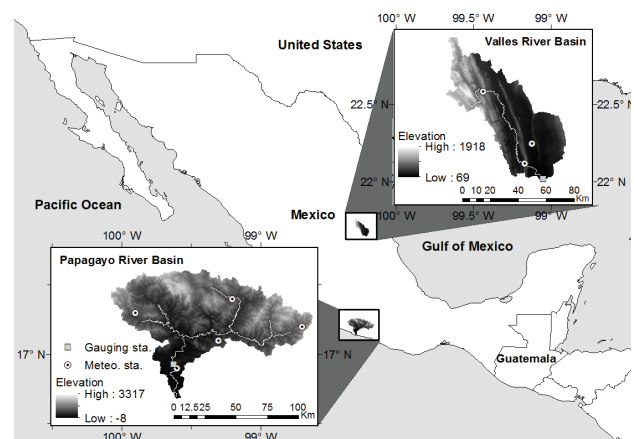 100° W 99.5° W 99° W
United States
Valles River Basin
22.5° N
22.5° N
Elevation
High : 1918
Low : 69
22° N
22° N
0 10 20 40 60 80
Km
100° W 99.5° W 99° W
Pacific Ocean
Mexico
Gulf of Mexico
100° W 99° W
Papagayo River Basin
Gauging sta.
Meteo. sta.
17° N
17° N
Elevation
High : 3317
Low : -8
0 12.525 50 75 100
Km
100° W 99° W
Guatemala